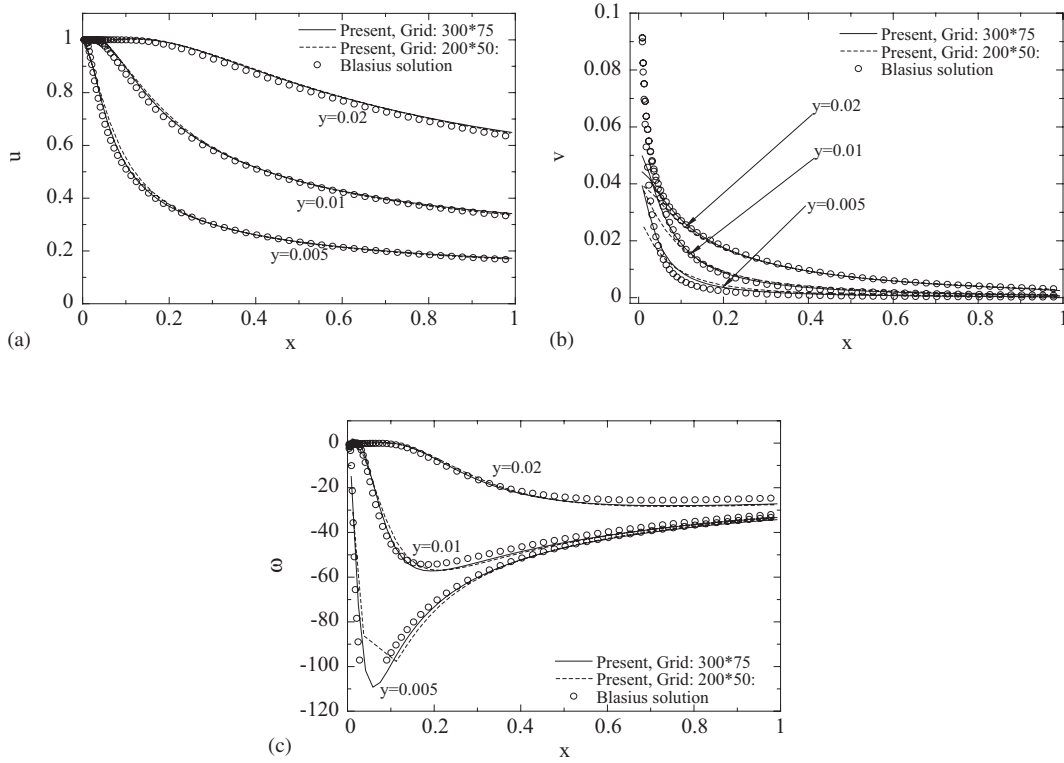 Present, Grid: 300*75
Present, Grid: 200*50:
Blasius solution
1
0.8
0.6
0.4
0.2
0
u
y=0.02
y=0.01
y=0.005
0 0.2 0.4 0.6 0.8 1
x
(a)
Present, Grid: 300*75
Present, Grid: 200*50:
Blasius solution
0.1
0.08
0.06
0.04
0.02
0
v
y=0.02
y=0.01
y=0.005
0 0.2 0.4 0.6 0.8 1
x
(b)
0
-20
-40
-60
-80
-100
-120
ω
y=0.02
y=0.01
y=0.005
Present, Grid: 300*75
Present, Grid: 200*50:
Blasius solution
0 0.2 0.4 0.6 0.8 1
x
(c)